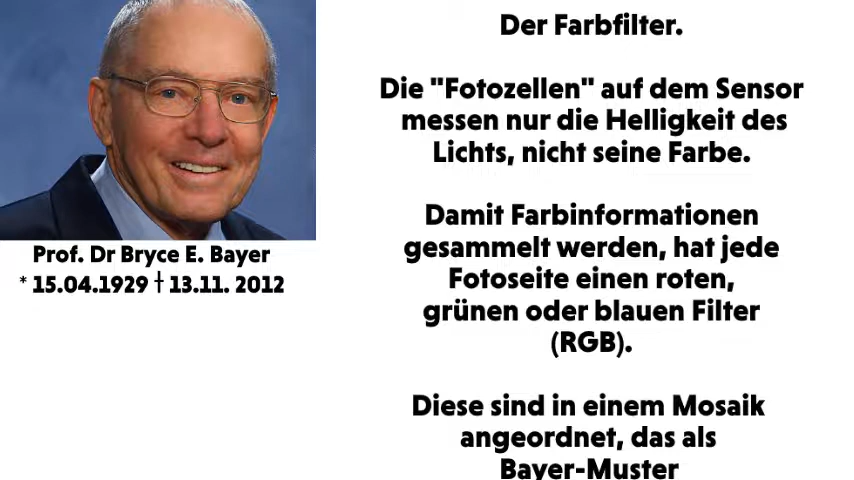 Prof. Dr Bryce E. Bayer
* 15.04.1929 † 13.11. 2012
Der Farbfilter.
Die "Fotozellen" auf dem Sensor
messen nur die Helligkeit des
Lichts, nicht seine Farbe.
Damit Farbinformationen
gesammelt werden, hat jede
Fotoseite einen roten,
grünen oder blauen Filter
(RGB).
Diese sind in einem Mosaik
angeordnet, das als
Bayer-Muster